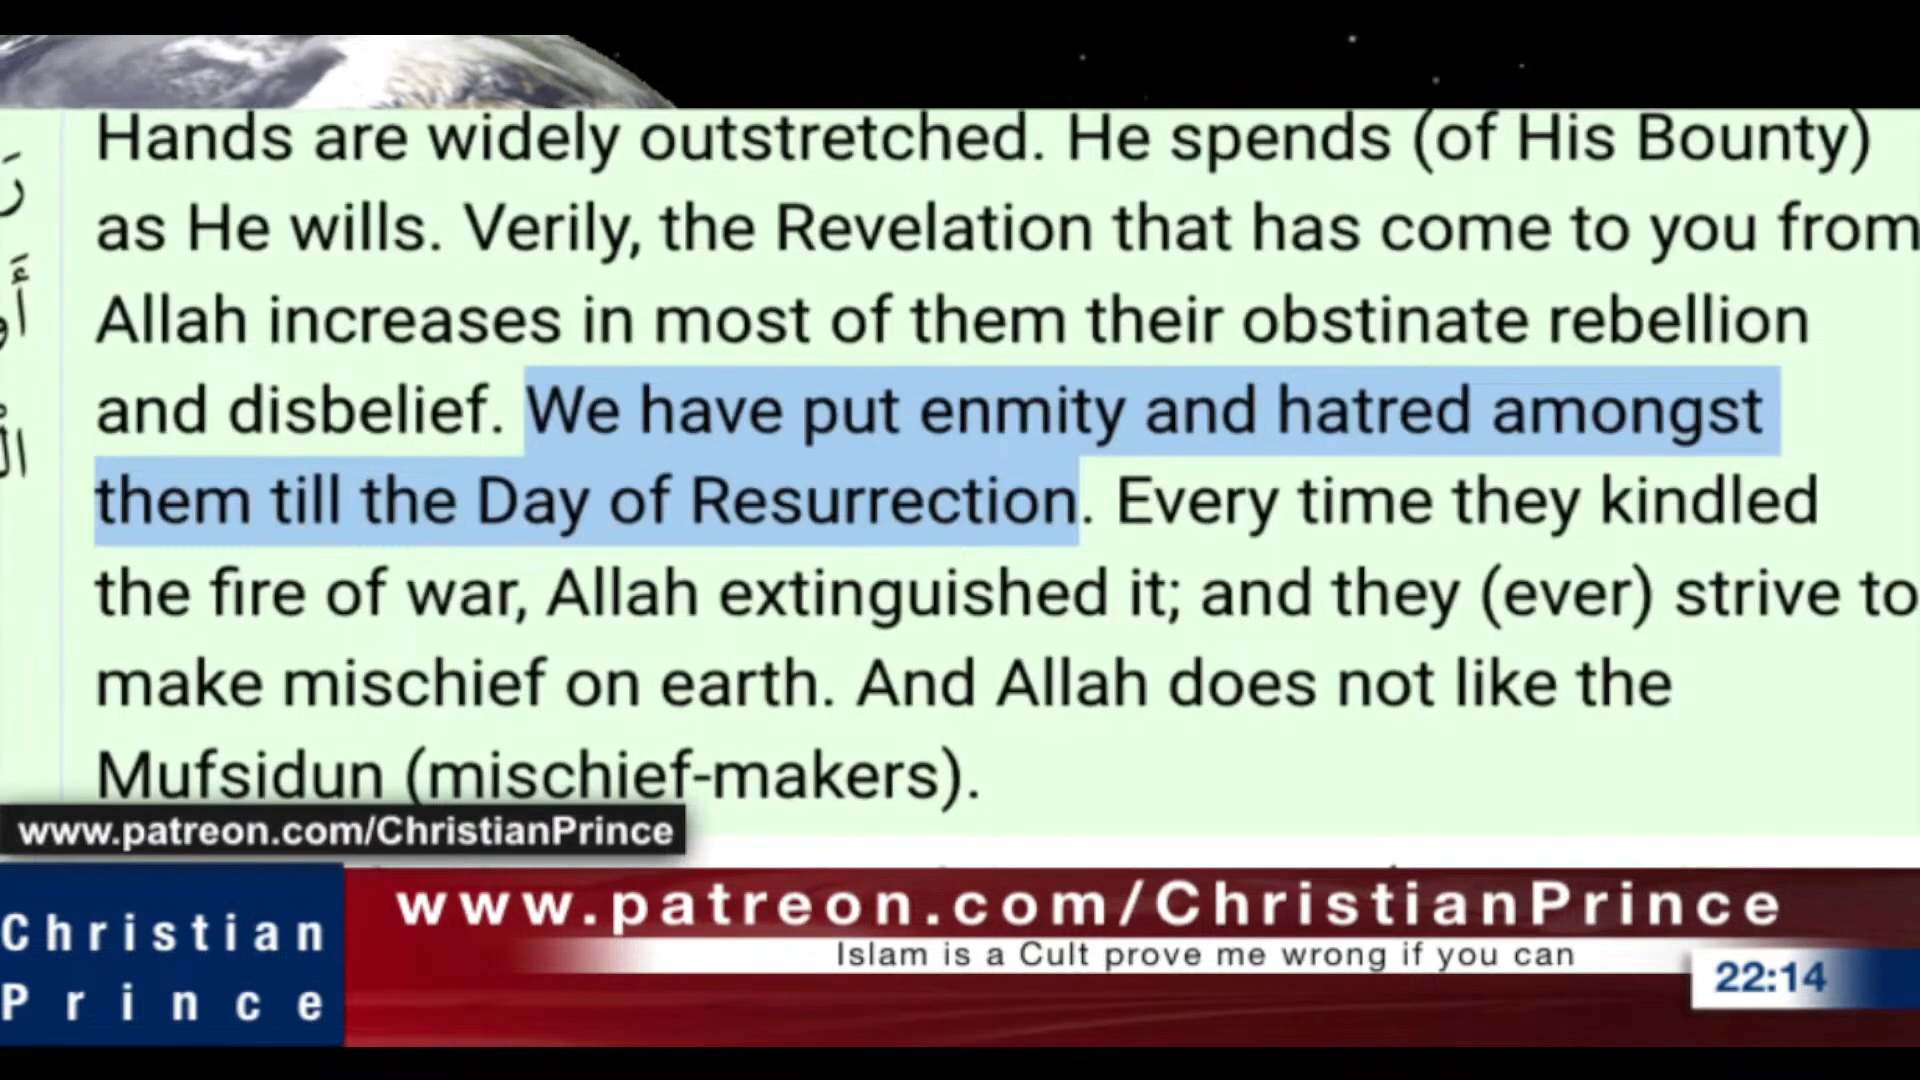 Hands are widely outstretched. He spends (of His Bounty)
as He wills. Verily, the Revelation that has come to you from
Allah increases in most of them their obstinate rebellion
and disbelief. We have put enmity and hatred amongst
them till the Day of Resurrection. Every time they kindled
the fire of war, Allah extinguished it; and they (ever) strive to
make mischief on earth. And Allah does not like the
Mufsidun (mischief-makers).
www.patreon.com/ChristianPrince
Christian
Prince
www.patreon.com/ChristianPrince
Islam is a Cult prove me wrong if you can
22:14